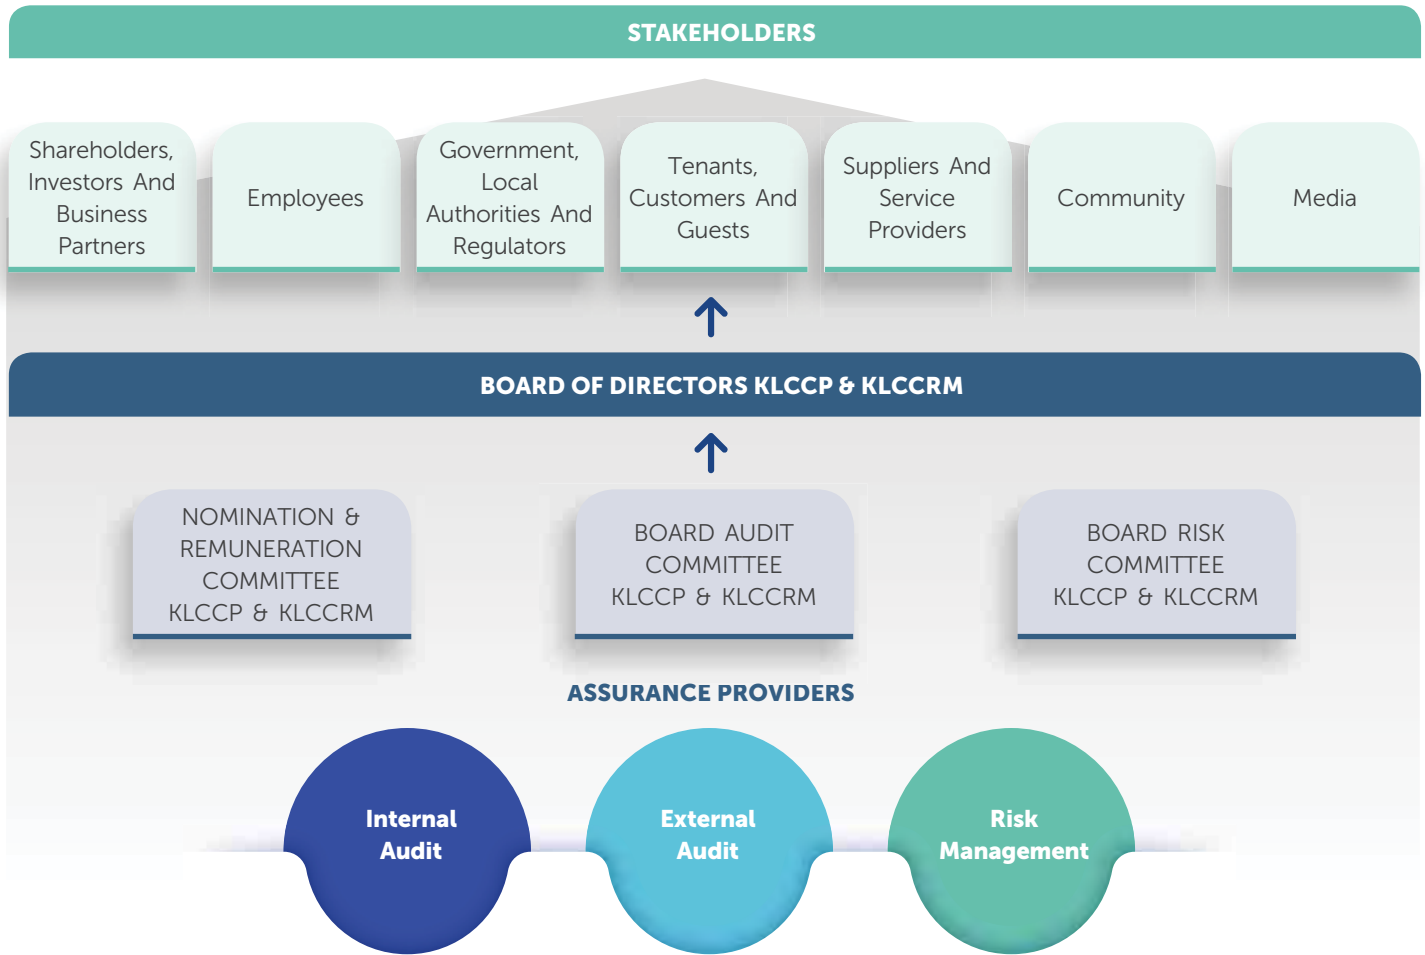 STAKEHOLDERS
Shareholders,
Investors And
Business
Partners
Employees
Government,
Local
Authorities And
Regulators
Tenants,
Customers And
Guests
Suppliers And
Service
Providers
Community
Media
BOARD OF DIRECTORS KLCCP & KLCCRM
NOMINATION &
REMUNERATION
COMMITTEE
KLCCP & KLCCRM
BOARD AUDIT
COMMITTEE
KLCCP & KLCCRM
BOARD RISK
COMMITTEE
KLCCP & KLCCRM
ASSURANCE PROVIDERS
Internal
Audit
External
Audit
Risk
Management